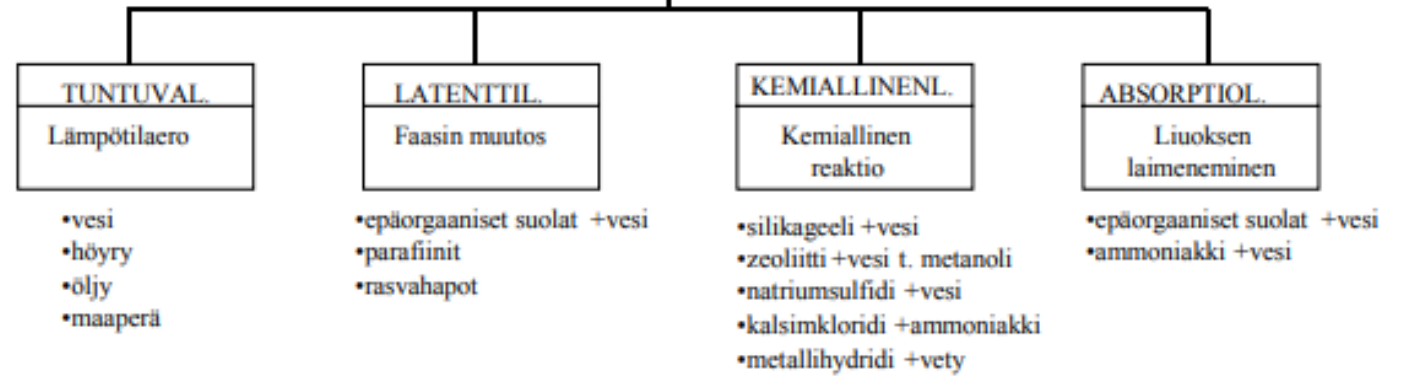 TUNTUVAL.
Lämpötilaero
•vesi
•höyry
•öljy
•maaperä
LATENTTIL.
Faasin muutos
•epäorgaaniset suolat +vesi
•parafiinit
•rasvahapot
KEMIALLINENL.
Kemiallinen
reaktio
•silikageeli +vesi
•zeoliitti +vesi t. metanoli
•natriumsulfidi +vesi
•kalsimkloridi +ammoniakki
•metallihydridi +vety
ABSORPTIOL.
Liuoksen
laimeneminen
•epäorgaaniset suolat +vesi
•ammoniakki +vesi